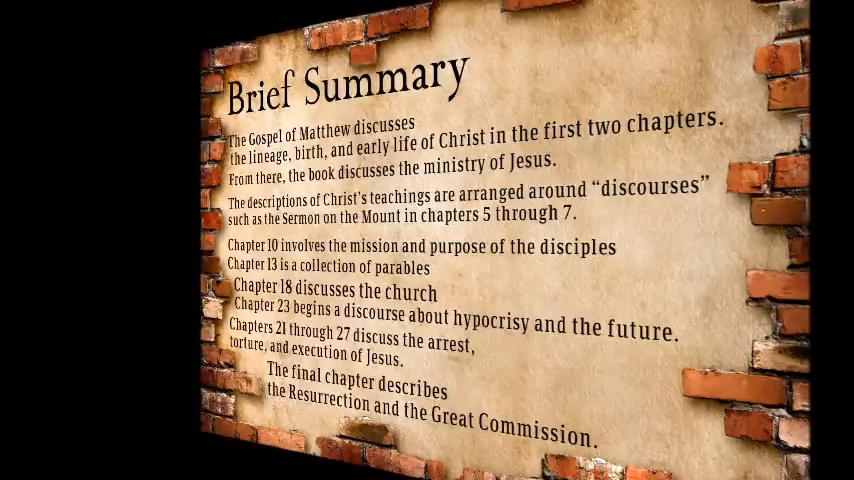 Brief Summary
The Gospel of Matthew discusses
the lineage, birth, and early life of Christ in the first two chapters.
From there, the book discusses the ministry of Jesus.
The descriptions of Christ's teachings are arranged around “discourses”
such as the Sermon on the Mount in chapters 5 through 7.
Chapter 10 involves the mission and purpose of the disciples
Chapter 13 is a collection of parables
Chapter 18 discusses the church
Chapter 23 begins a discourse about hypocrisy and the future.
Chapters 21 through 27 discuss the arrest,
torture, and execution of Jesus.
The final chapter describes
the Resurrection and the Great Commission.